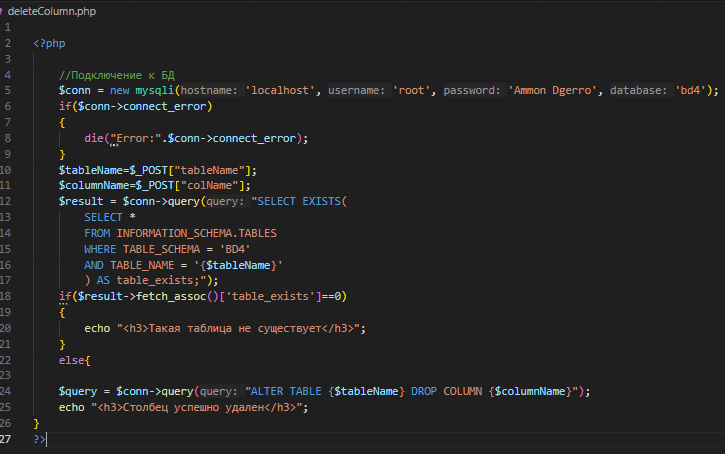 deleteColumn.php
1
2 <?php
3
4 //Подключение к БД
5 $conn = new mysqli(hostname: 'localhost', username: 'root', password: 'Ammon Dgerro', database: 'bd4');
6 if($conn->connect_error)
7 {
8 die("Error:".$conn->connect_error);
9 }
10 $tableName=$_POST["tableName"];
11 $columnName=$_POST["colName"];
12 $result = $conn->query(query: "SELECT EXISTS(
13 SELECT *
14 FROM INFORMATION_SCHEMA.TABLES
15 WHERE TABLE_SCHEMA = 'BD4'
16 AND TABLE_NAME = '{$tableName}'
17 ) AS table_exists;");
18 if($result->fetch_assoc()['table_exists']==0)
19 {
20 echo "<h3>Такая таблица не существует</h3>";
21 }
22 else{
23
24 $query = $conn->query(query: "ALTER TABLE {$tableName} DROP COLUMN {$columnName}");
25 echo "<h3>Столбец успешно удален</h3>";
26 }
27 ?>